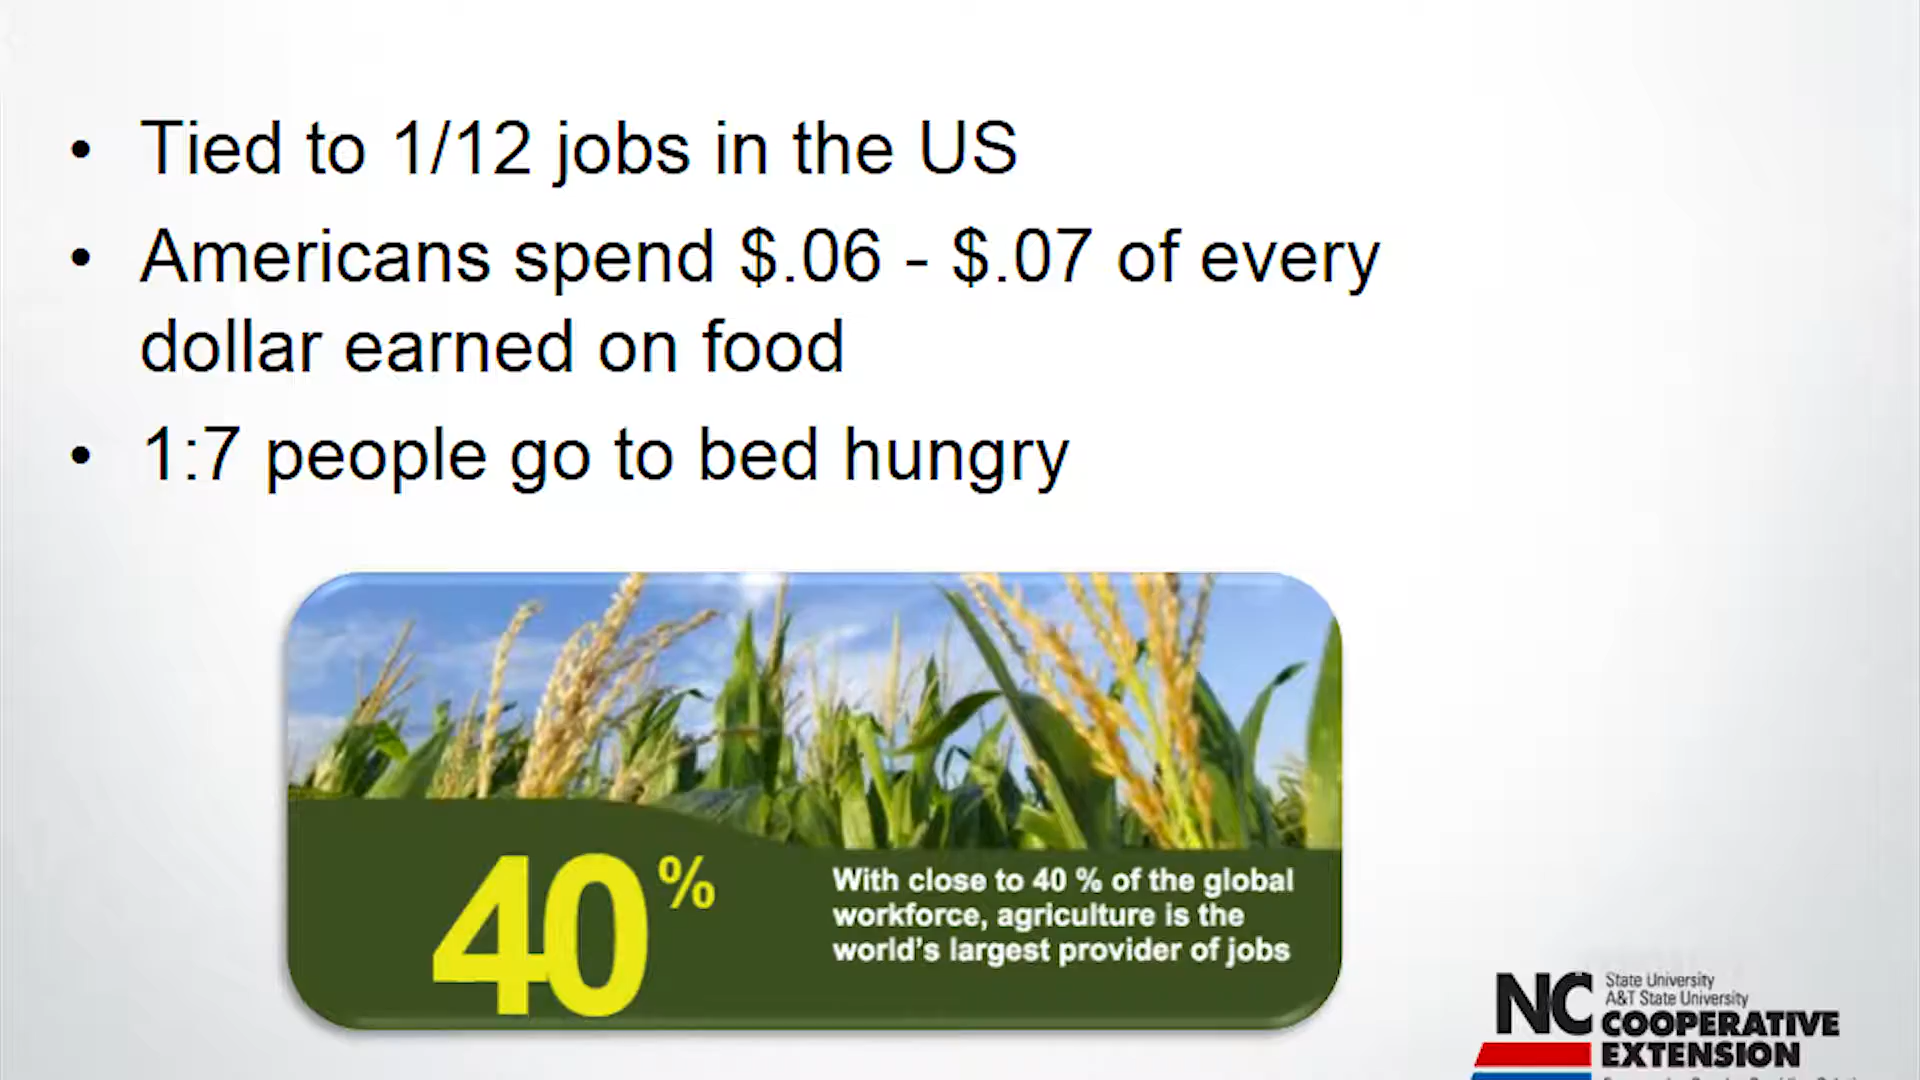 • Tied to 1/12 jobs in the US
• Americans spend $.06 - $.07 of every
dollar earned on food
• 1:7 people go to bed hungry
40%
With close to 40 % of the global
workforce, agriculture is the
world's largest provider of jobs
NC State University
A&T State University
COOPERATIVE
EXTENSION